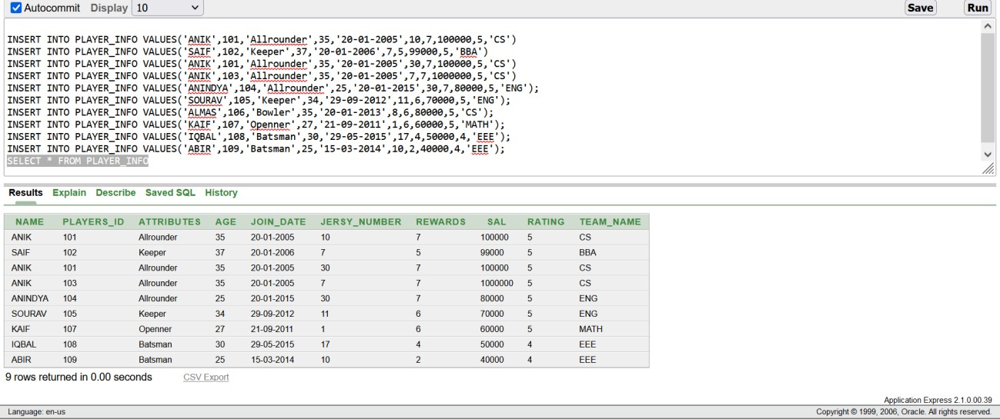 Autocommit Display 10 Save Run
INSERT INTO PLAYER_INFO VALUES('ANIK',101,'Allrounder',35,'20-01-2005',10,7,100000,5,'CS')
INSERT INTO PLAYER_INFO VALUES('SAIF',102,'Keeper',37,'20-01-2006',7,5,99000,5,'BBA')
INSERT INTO PLAYER_INFO VALUES('ANIK',101,'Allrounder',35,'20-01-2005',30,7,100000,5,'CS')
INSERT INTO PLAYER_INFO VALUES('ANIK',103,'Allrounder',35,'20-01-2005',7,7,1000000,5,'CS')
INSERT INTO PLAYER_INFO VALUES('ANINDYA',104,'Allrounder',25,'20-01-2015',30,7,80000,5,'ENG');
INSERT INTO PLAYER_INFO VALUES('SOURAV',105,'Keeper',34,'29-09-2012',11,6,70000,5,'ENG');
INSERT INTO PLAYER_INFO VALUES('ALMAS',106,'Bowler',35,'20-01-2013',8,6,80000,5,'CS');
INSERT INTO PLAYER_INFO VALUES('KAIF',107,'Openner',27,'21-09-2011',1,6,60000,5,'MATH');
INSERT INTO PLAYER_INFO VALUES('IQBAL',108,'Batsman',30,'29-05-2015',17,4,50000,4,'EEE');
INSERT INTO PLAYER_INFO VALUES('ABIR',109,'Batsman',25,'15-03-2014',10,2,40000,4,'EEE');
SELECT * FROM PLAYER_INFO
Results Explain Describe Saved SQL History
NAME PLAYERS_ID ATTRIBUTES AGE JOIN_DATE JERSY_NUMBER REWARDS SAL RATING TEAM_NAME
ANIK 101 Allrounder 35 20-01-2005 10 7 100000 5 CS
SAIF 102 Keeper 37 20-01-2006 7 5 99000 5 BBA
ANIK 101 Allrounder 35 20-01-2005 30 7 100000 5 CS
ANIK 103 Allrounder 35 20-01-2005 7 7 1000000 5 CS
ANINDYA 104 Allrounder 25 20-01-2015 30 7 80000 5 ENG
SOURAV 105 Keeper 34 29-09-2012 11 6 70000 5 ENG
KAIF 107 Openner 27 21-09-2011 1 6 60000 5 MATH
IQBAL 108 Batsman 30 29-05-2015 17 4 50000 4 EEE
ABIR 109 Batsman 25 15-03-2014 10 2 40000 4 EEE
9 rows returned in 0.00 seconds CSV Export
Application Express 2.1.0.00.39
Language: en-us Copyright © 1999, 2006, Oracle. All rights reserved.